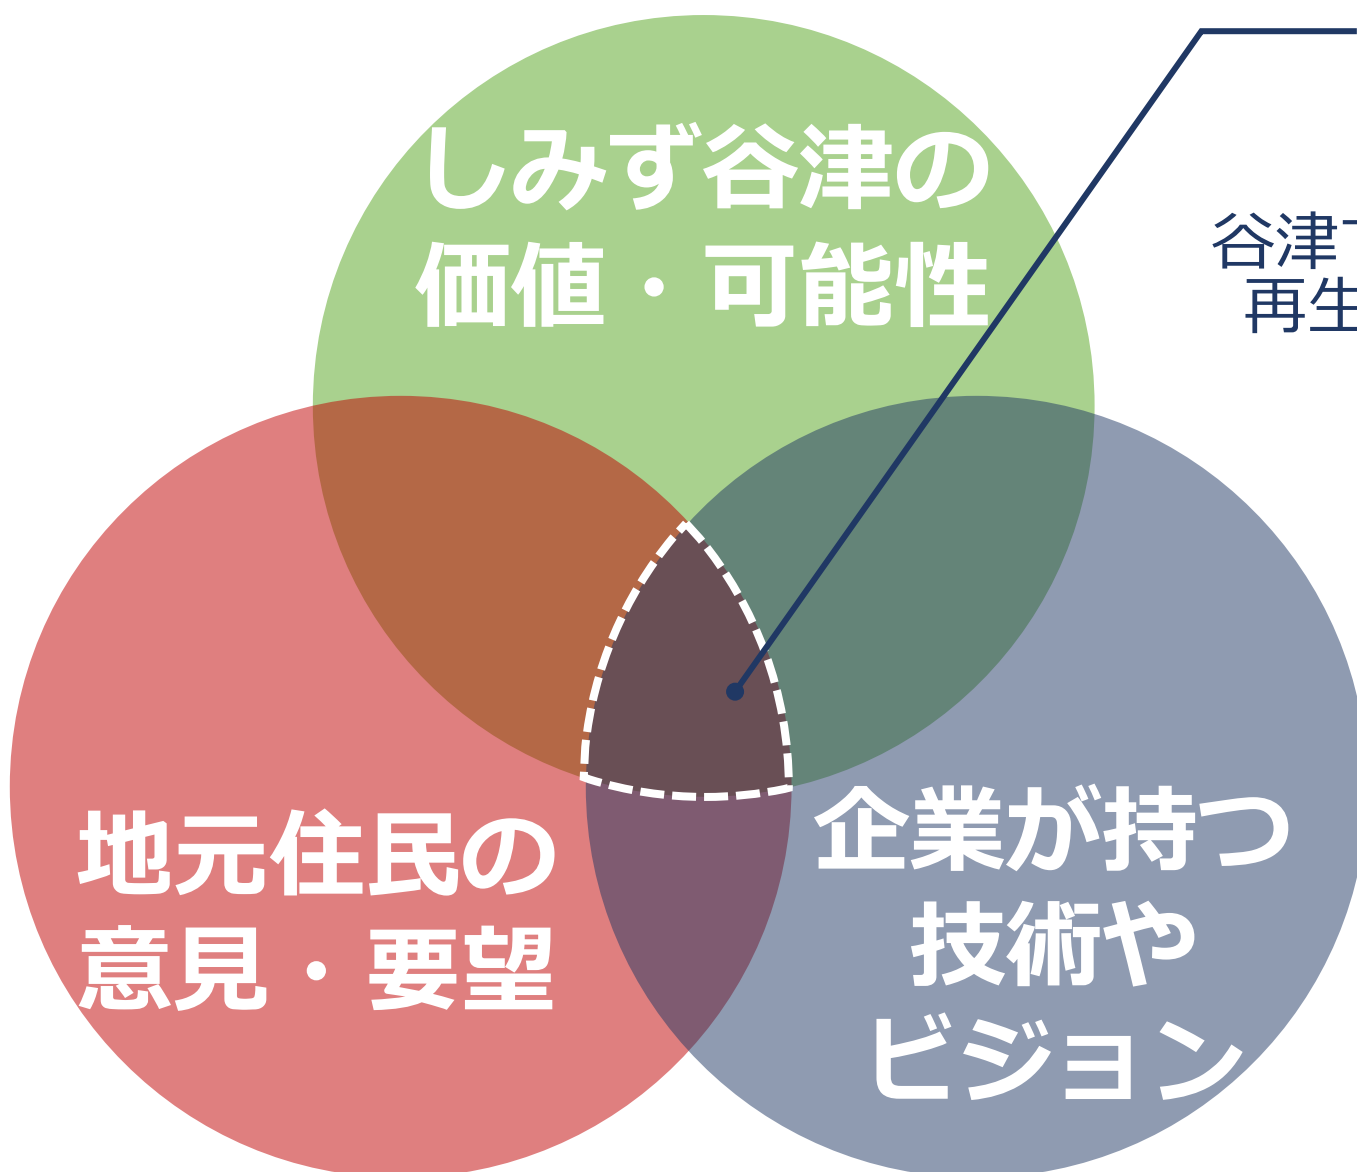 しみず谷津の
価値・可能性
谷津
再生
地元住民の
意見・要望
企業が持つ
技術や
ビジョン